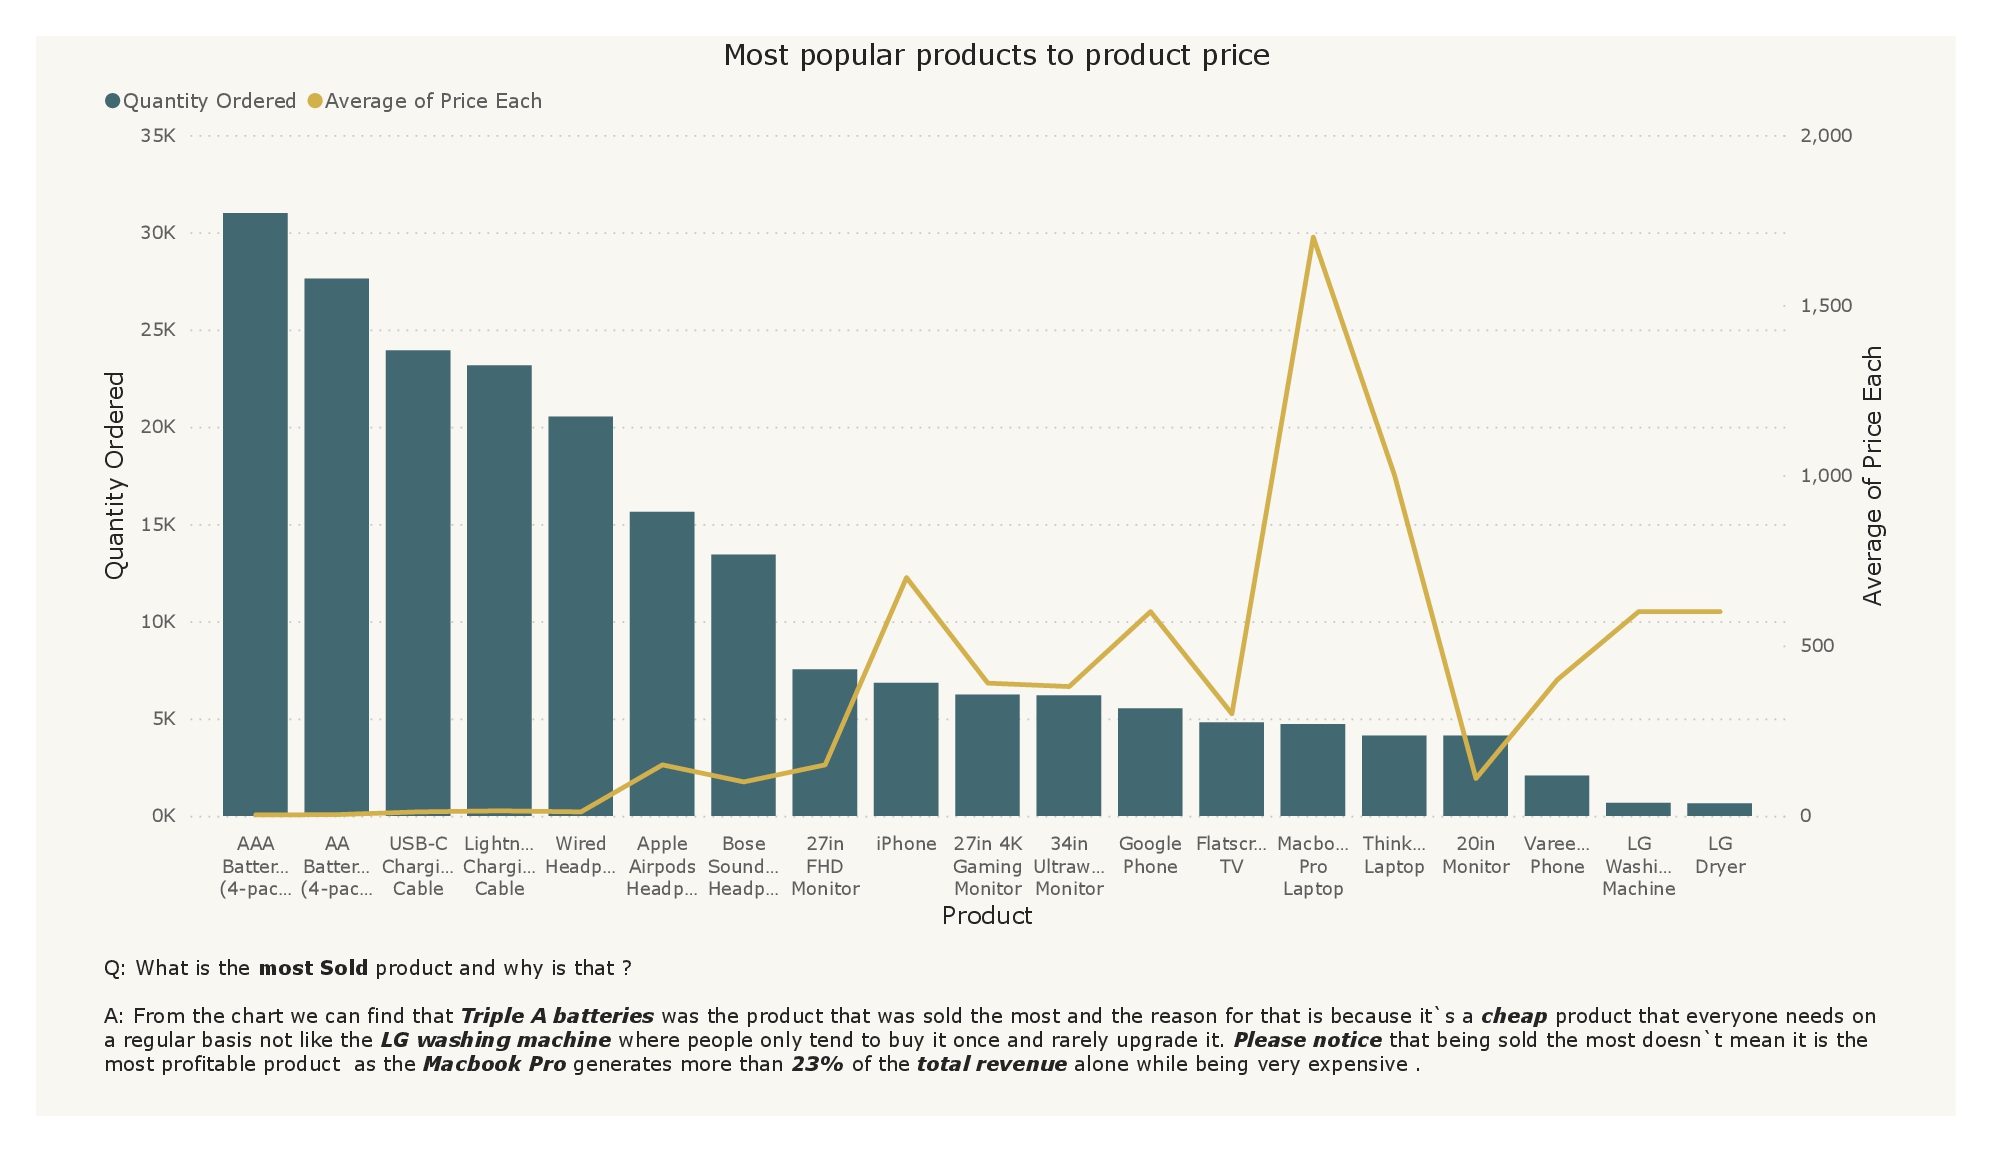 Most popular products to product price
Quantity Ordered Average of Price Each
35K
30K
25K
20K
15K
10K
5K
0K
Quantity Ordered
2,000
1,500
1,000
500
0
Average of Price Each
AAA
Batter...
(4-pac...
AA
Batter...
(4-pac...
USB-C
Chargi...
Cable
Lightn...
Chargi...
Cable
Wired
Headp...
Apple
Airpods
Headp...
Bose
Sound...
Headp...
27in
FHD
Monitor
iPhone
27in 4K
Gaming
Monitor
34in
Ultraw...
Monitor
Google
Phone
Flatscr...
TV
Macbo...
Pro
Laptop
Think...
Laptop
20in
Monitor
Varee...
Phone
LG
Washi...
Machine
LG
Dryer
Product
Q: What is the most Sold product and why is that ?
A: From the chart we can find that Triple A batteries was the product that was sold the most and the reason for that is because it`s a cheap product that everyone needs on
a regular basis not like the LG washing machine where people only tend to buy it once and rarely upgrade it. Please notice that being sold the most doesn`t mean it is the
most profitable product  as the Macbook Pro generates more than 23% of the total revenue alone while being very expensive .